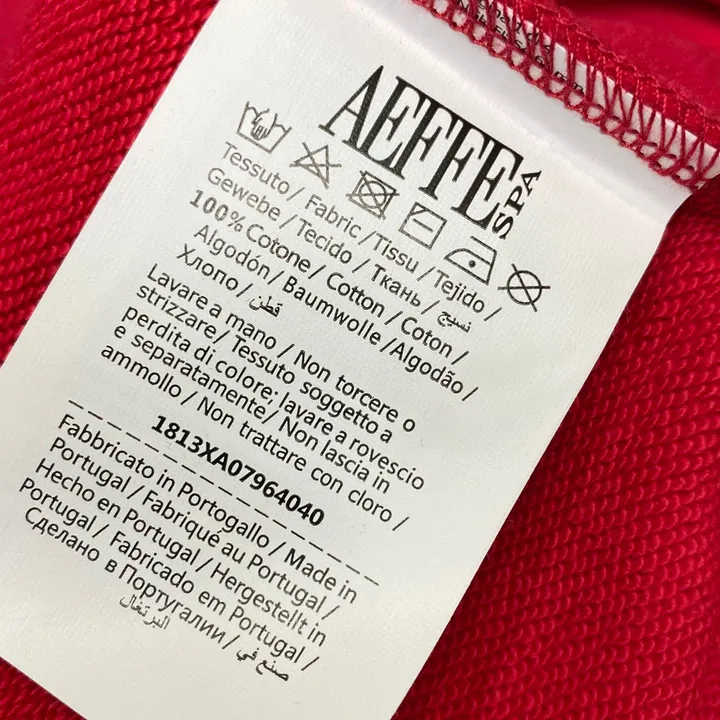 AEFFE SPA
Tessuto / Fabric / Tissu / Tejido /
Gewebe / Tecido / Ткань / نسيج /
100% Cotone / Cotton / Coton /
Algodón / Baumwolle / Algodão /
Хлопо / قطن /
Lavare a mano / Non torcere o
strizzare / Tessuto soggetto a
perdita di colore; lavare a rovescio
e separatamente / Non lascia in
ammollo / Non trattare con cloro /
1813XA07964040
Fabbricato in Portogallo / Made in
Portugal / Fabriqué au Portugal /
Hecho en Portugal / Hergestellt in
Portugal / Fabricado em Portugal /
Сделано в Португалии / صنع في
البرتغال